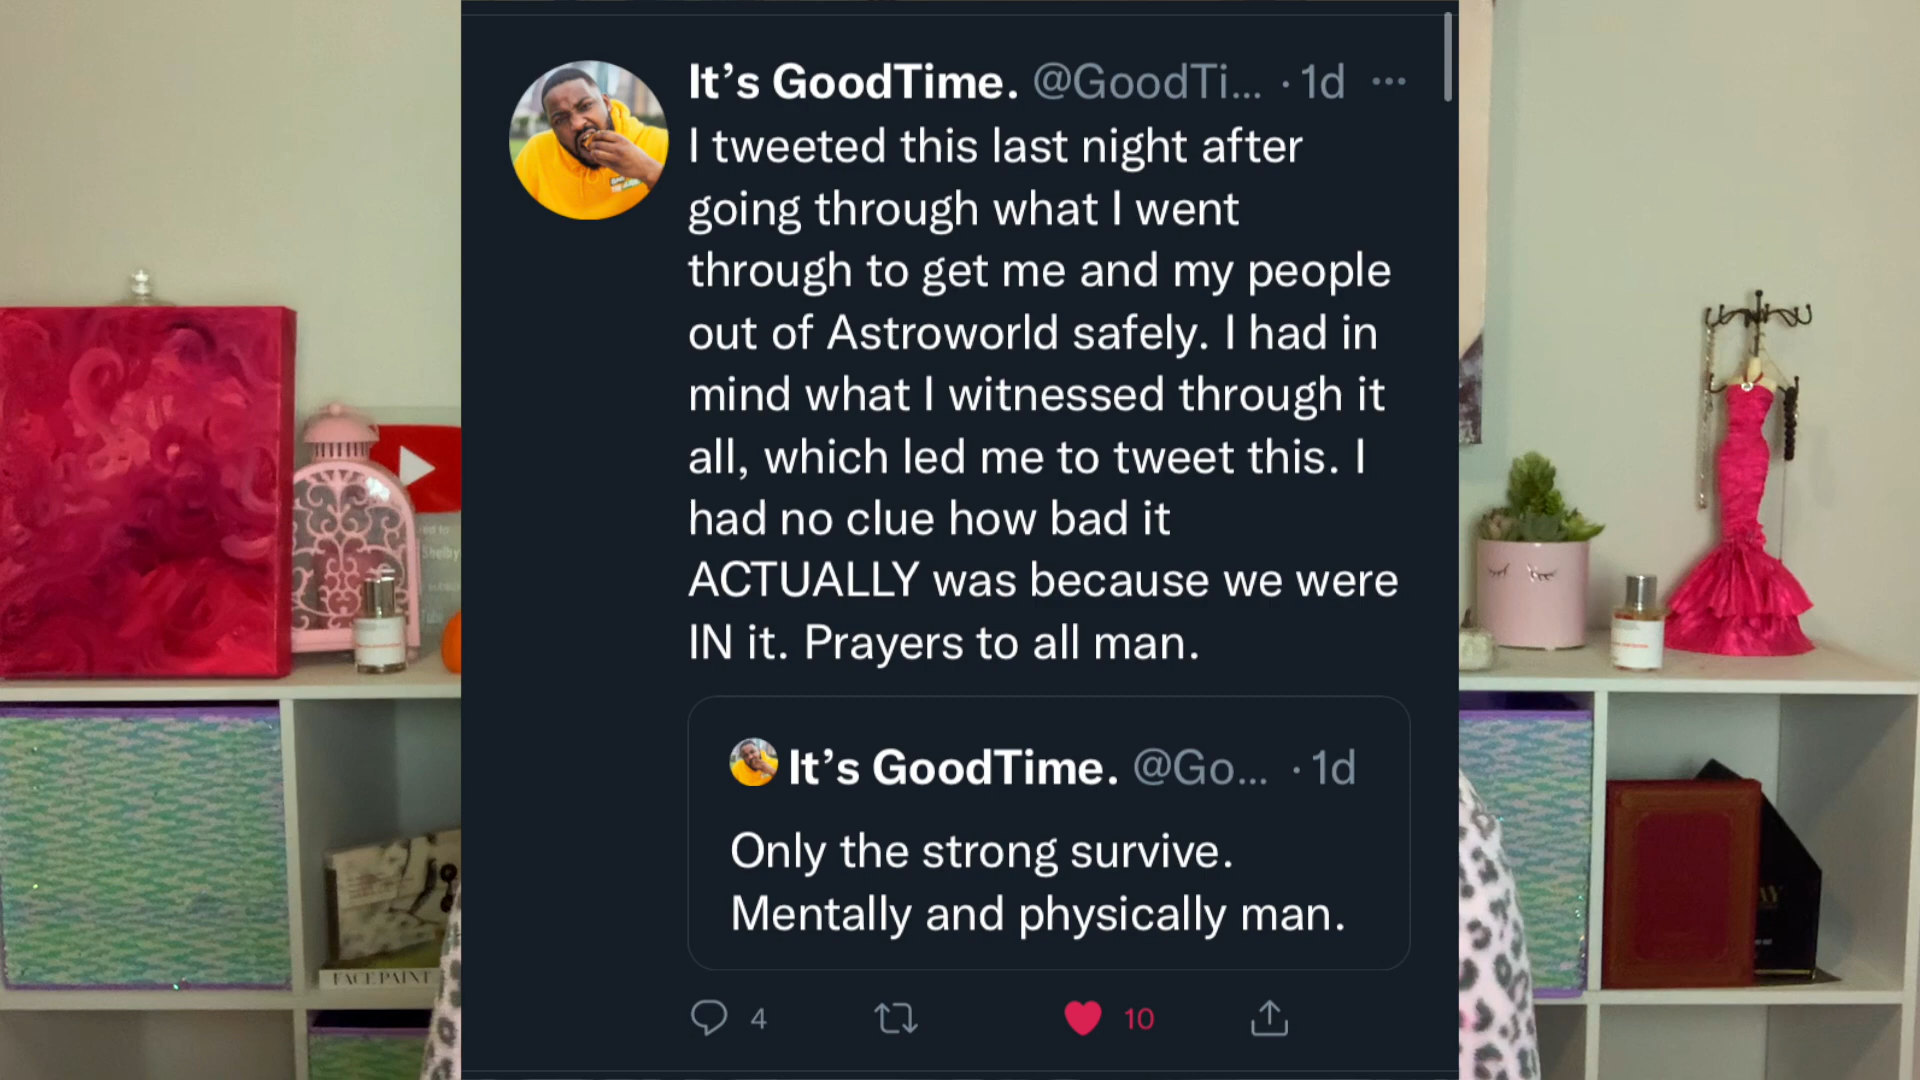 It’s GoodTime. @GoodTi... · 1d
I tweeted this last night after
going through what I went
through to get me and my people
out of Astroworld safely. I had in
mind what I witnessed through it
all, which led me to tweet this. I
had no clue how bad it
ACTUALLY was because we were
IN it. Prayers to all man.
It’s GoodTime. @Go... · 1d
Only the strong survive.
Mentally and physically man.
4 10
Shelby
FACE PAINT